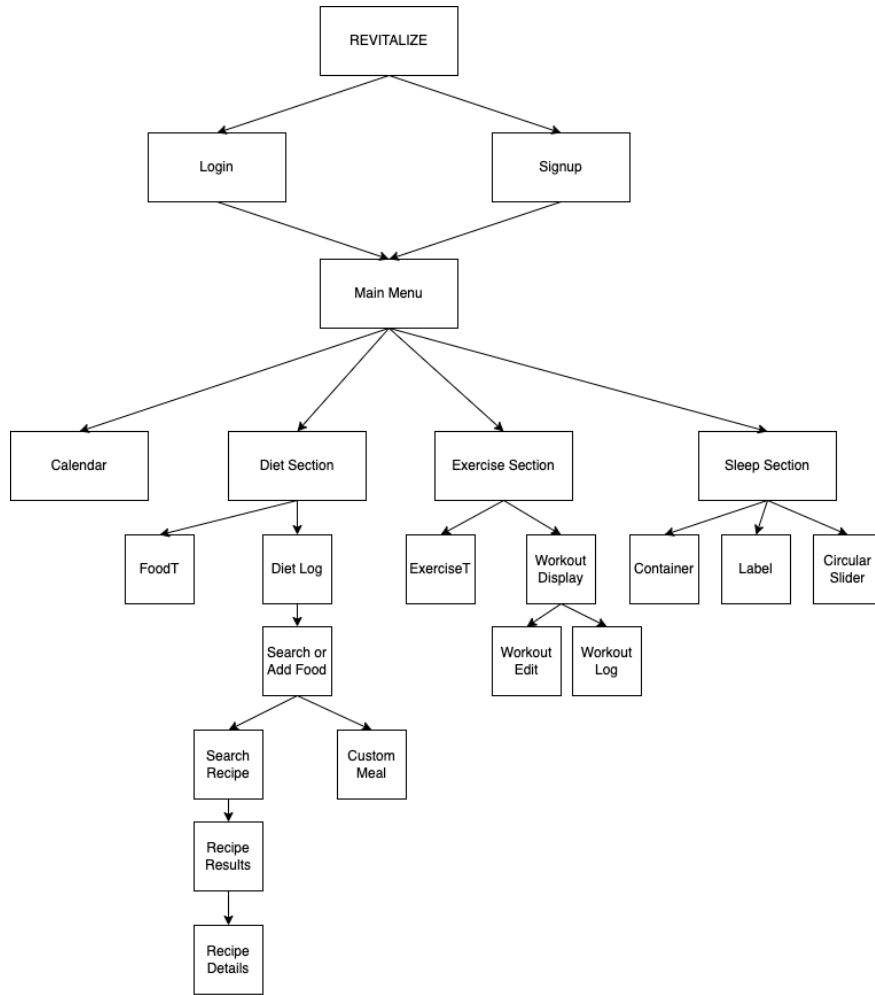 REVITALIZE
Login
Signup
Main Menu
Calendar
Diet Section
Exercise Section
Sleep Section
FoodT
Diet Log
ExerciseT
Workout
Display
Container
Label
Circular
Slider
Search or
Add Food
Workout
Edit
Workout
Log
Search
Recipe
Custom
Meal
Recipe
Results
Recipe
Details